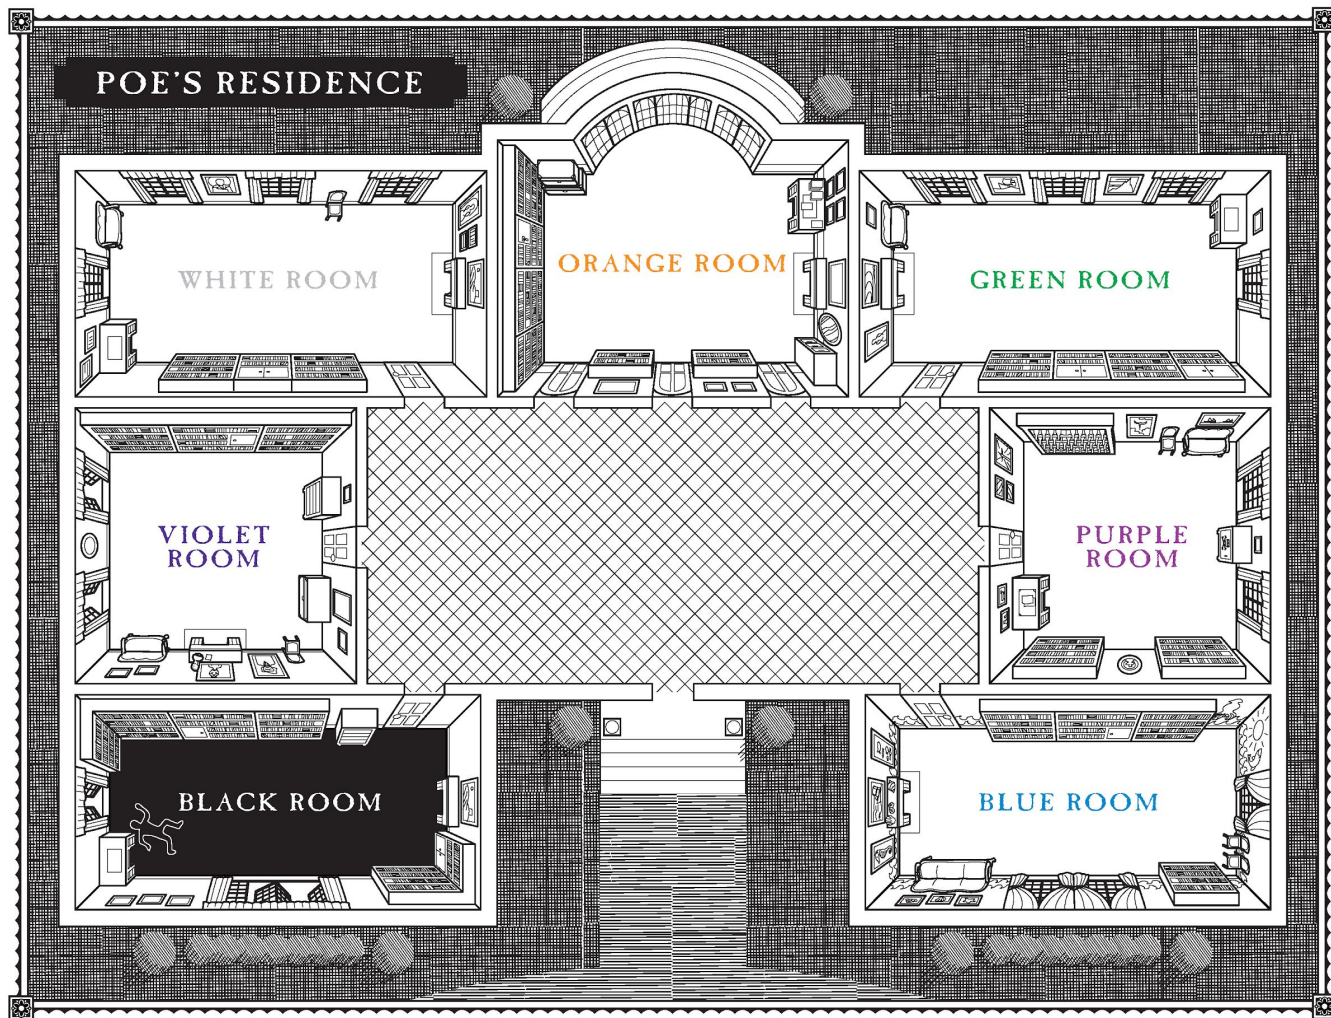 POE'S RESIDENCE
WHITE ROOM
ORANGE ROOM
GREEN ROOM
VIOLET
ROOM
PURPLE
ROOM
BLACK ROOM
BLUE ROOM